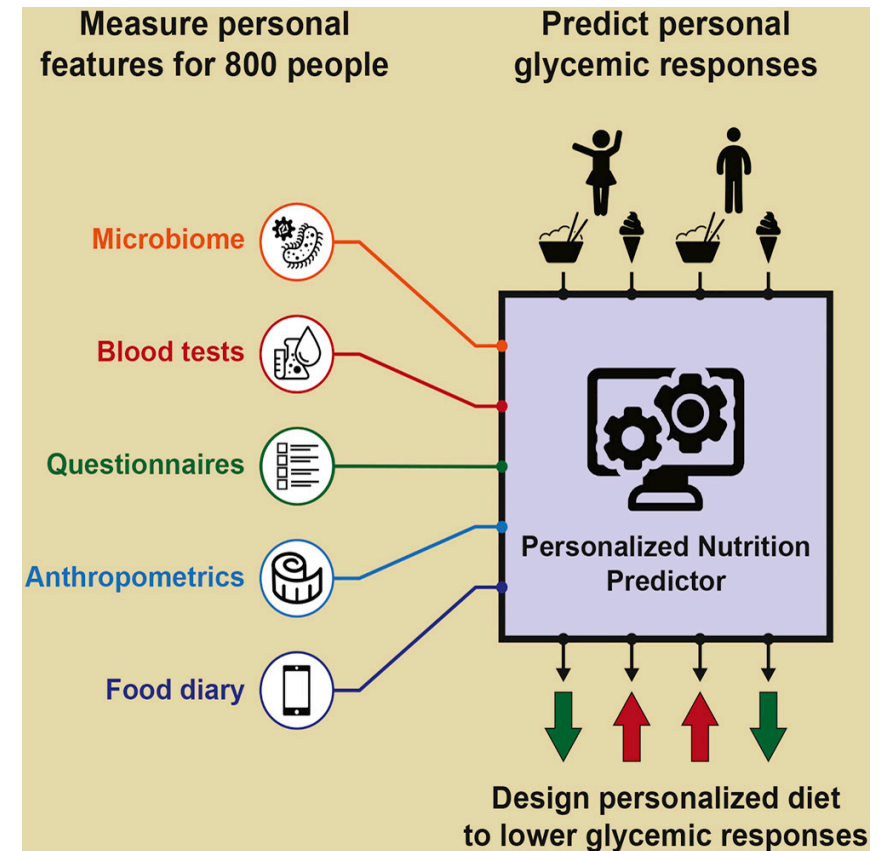 Measure personal
features for 800 people
Predict personal
glycemic responses
Microbiome
Blood tests
Questionnaires
Anthropometrics
Food diary
Personalized Nutrition
Predictor
Design personalized diet
to lower glycemic responses